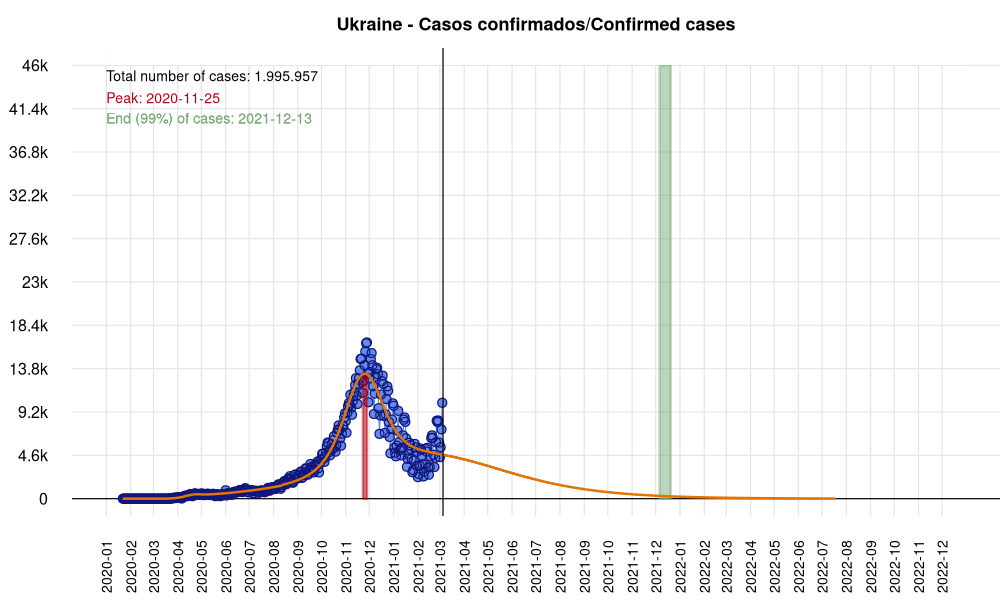 Ukraine - Casos confirmados/Confirmed cases
Total number of cases: 1.995.957
Peak: 2020-11-25
End (99%) of cases: 2021-12-13
46k
41.4k
36.8k
32.2k
27.6k
23k
18.4k
13.8k
9.2k
4.6k
0
2020-01
2020-02
2020-03
2020-04
2020-05
2020-06
2020-07
2020-08
2020-09
2020-10
2020-11
2020-12
2021-01
2021-02
2021-03
2021-04
2021-05
2021-06
2021-07
2021-08
2021-09
2021-10
2021-11
2021-12
2022-01
2022-02
2022-03
2022-04
2022-05
2022-06
2022-07
2022-08
2022-09
2022-10
2022-11
2022-12